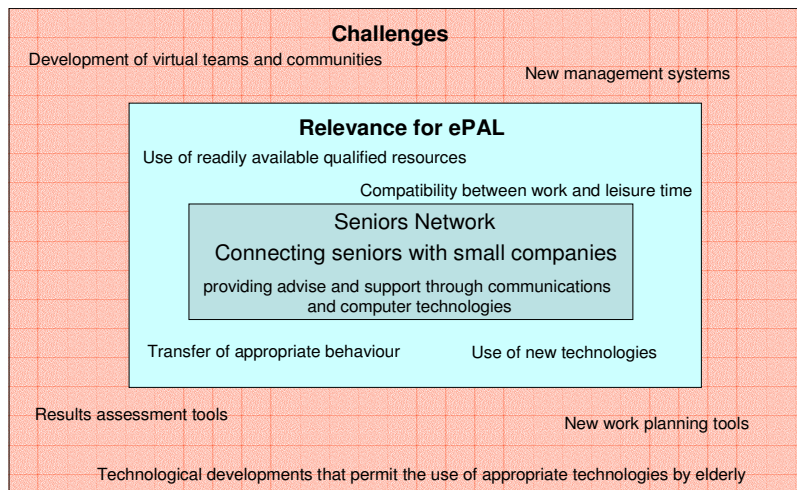 Challenges
Development of virtual teams and communities
New management systems
Relevance for ePAL
Use of readily available qualified resources
Compatibility between work and leisure time
Seniors Network
Connecting seniors with small companies
providing advise and support through communications
and computer technologies
Transfer of appropriate behaviour
Use of new technologies
Results assessment tools
New work planning tools
Technological developments that permit the use of appropriate technologies by elderly